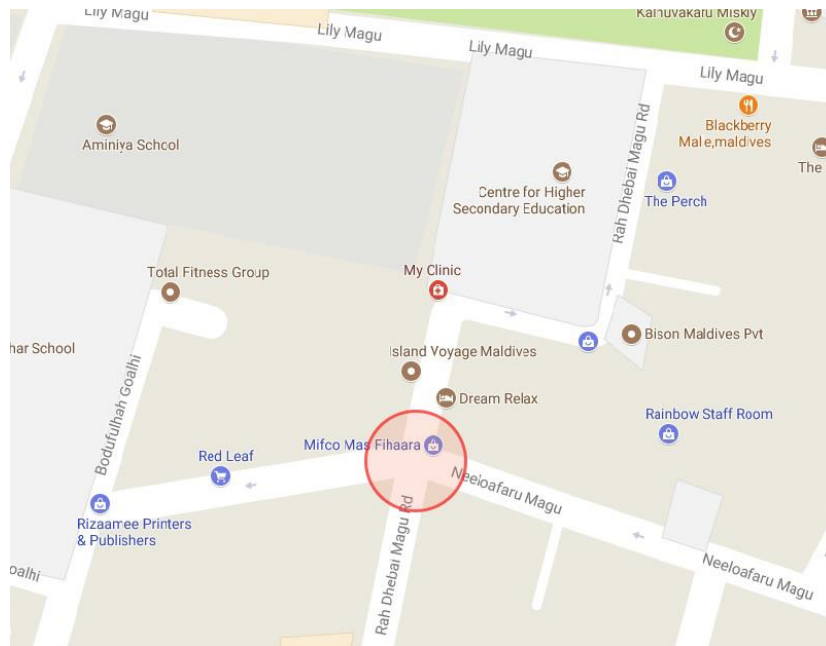 Lily Magu
Lily Magu
Lily Magu
Lily Magu
Kalhuvakaru Miskiy
Blackberry
Male,maldives
The
Aminiya School
Centre for Higher
Secondary Education
Rah Dhebai Magu Rd
The Perch
Total Fitness Group
My Clinic
har School
Island Voyage Maldives
Bison Maldives Pvt
Dream Relax
Bodufulhah Goalhi
Rainbow Staff Room
Mifco Mas Fihaara
Red Leaf
Neeloafaru Magu
Rizaamee Printers
& Publishers
Rah Dhebai Magu Rd
Neeloafaru Magu
oalhi